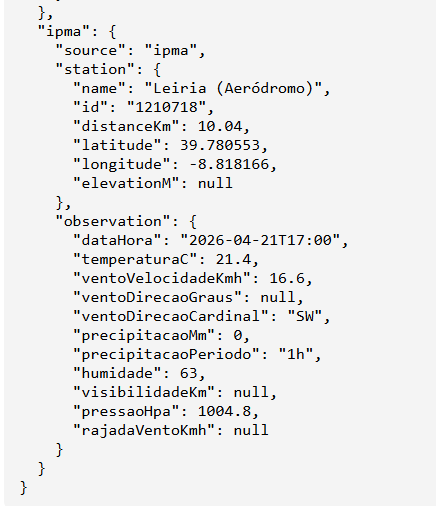 },
"ipma": {
"source": "ipma",
"station": {
"name": "Leiria (Aeródromo)",
"id": "1210718",
"distanceKm": 10.04,
"latitude": 39.780553,
"longitude": -8.818166,
"elevationM": null
},
"observation": {
"dataHora": "2026-04-21T17:00",
"temperaturaC": 21.4,
"ventoVelocidadeKmh": 16.6,
"ventoDirecaoGraus": null,
"ventoDirecaoCardinal": "SW",
"precipitacaoMm": 0,
"precipitacaoPeriodo": "1h",
"humidade": 63,
"visibilidadeKm": null,
"pressaoHpa": 1004.8,
"rajadaVentoKmh": null
}
}
}